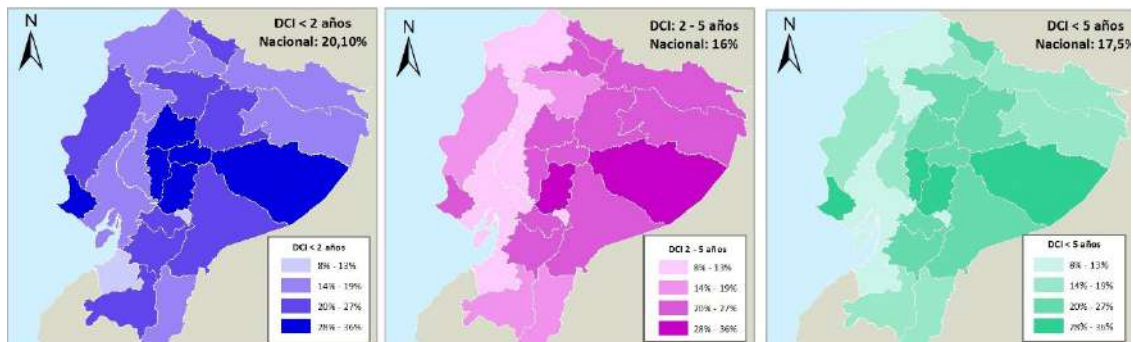 N
DCI < 2 años
Nacional: 20,10%
DCI < 2 años
8% - 13%
14% - 19%
20% - 27%
28% - 36%
N
DCI: 2 - 5 años
Nacional: 16%
DCI 2 - 5 años
8% - 13%
14% - 19%
20% - 27%
28% - 36%
N
DCI < 5 años
Nacional: 17,5%
DCI < 5 años
8% - 13%
14% - 19%
20% - 27%
28% - 36%